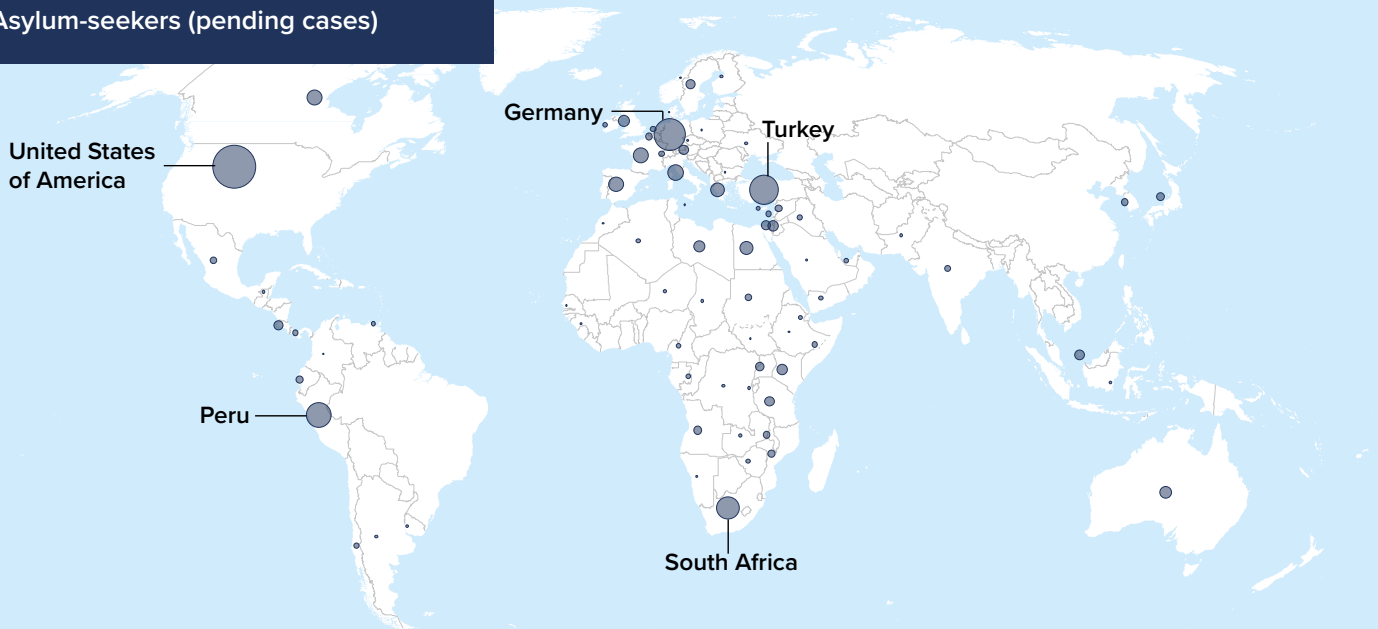 Asylum-seekers (pending cases)
Germany
Turkey
United States
of America
Peru
South Africa